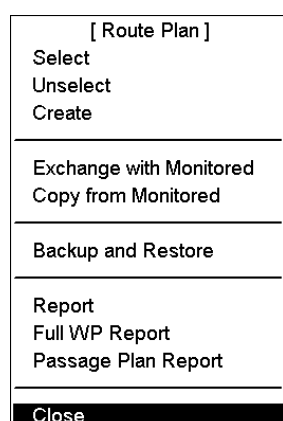 [ Route Plan ]
Select
Unselect
Create
Exchange with Monitored
Copy from Monitored
Backup and Restore
Report
Full WP Report
Passage Plan Report
Close